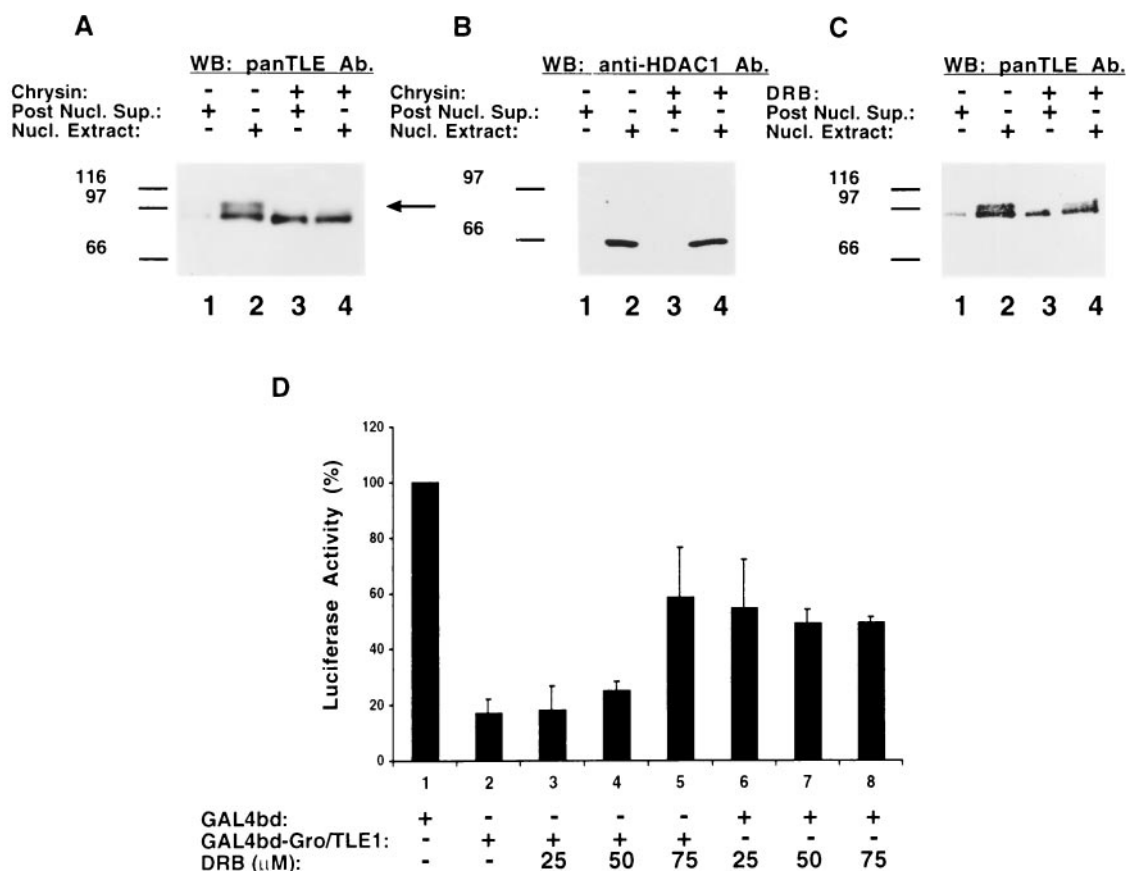 A
WB: panTLE Ab.
Chrysin: - - + +
Post Nucl. Sup.: + - + -
Nucl. Extract: - + - +
116
97
66
1 2 3 4
B
WB: anti-HDAC1 Ab.
Chrysin: - - + +
Post Nucl. Sup.: + - + -
Nucl. Extract: - + - +
97
66
1 2 3 4
C
WB: panTLE Ab.
DRB: - - + +
Post Nucl. Sup.: + - + -
Nucl. Extract: - + - +
116
97
66
1 2 3 4
D
Luciferase Activity (%)
120
100
80
60
40
20
0
1 2 3 4 5 6 7 8
GAL4bd: + - - - - + + +
GAL4bd-Gro/TLE1: - + + + + - - -
DRB (μM): - - 25 50 75 25 50 75